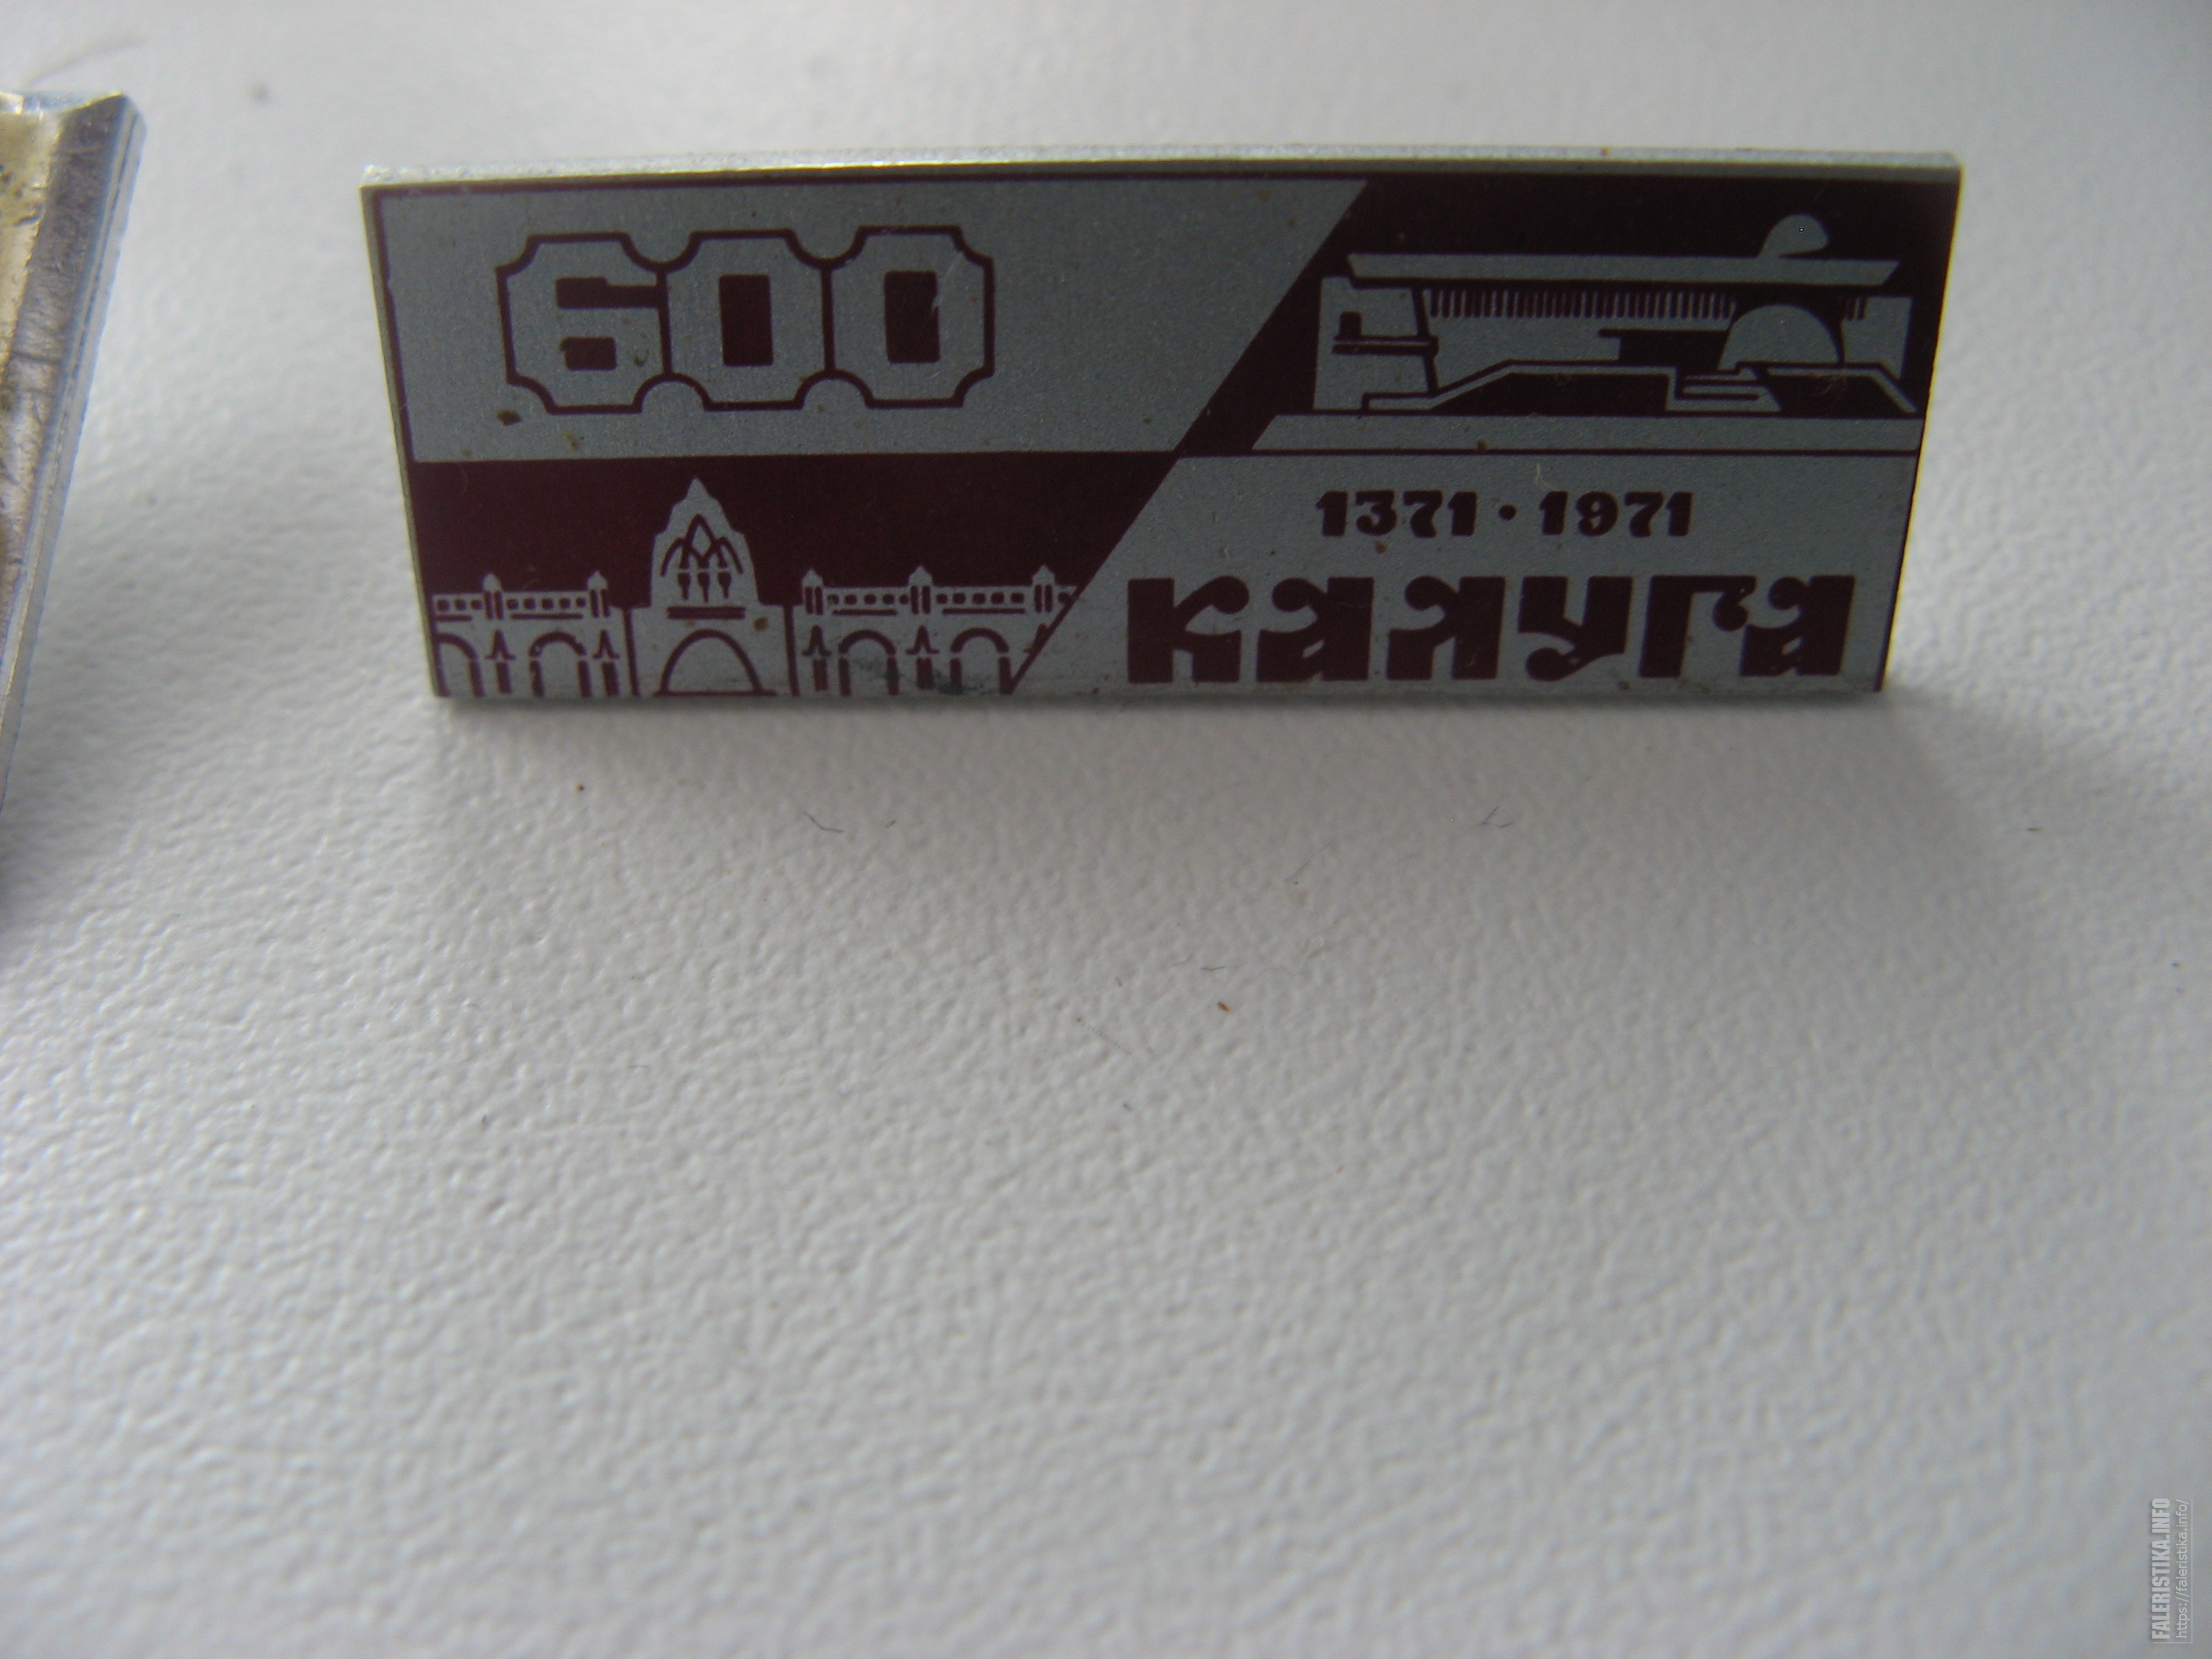 600
1371 • 1971
калуга
FALERISTIKA.INFO
https://faleristika.info/